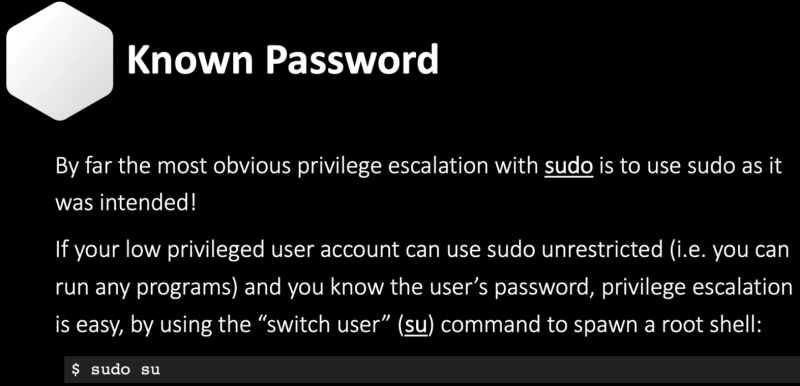 Known Password
By far the most obvious privilege escalation with sudo is to use sudo as it
was intended!
If your low privileged user account can use sudo unrestricted (i.e. you can
run any programs) and you know the user’s password, privilege escalation
is easy, by using the “switch user” (su) command to spawn a root shell:
$ sudo su